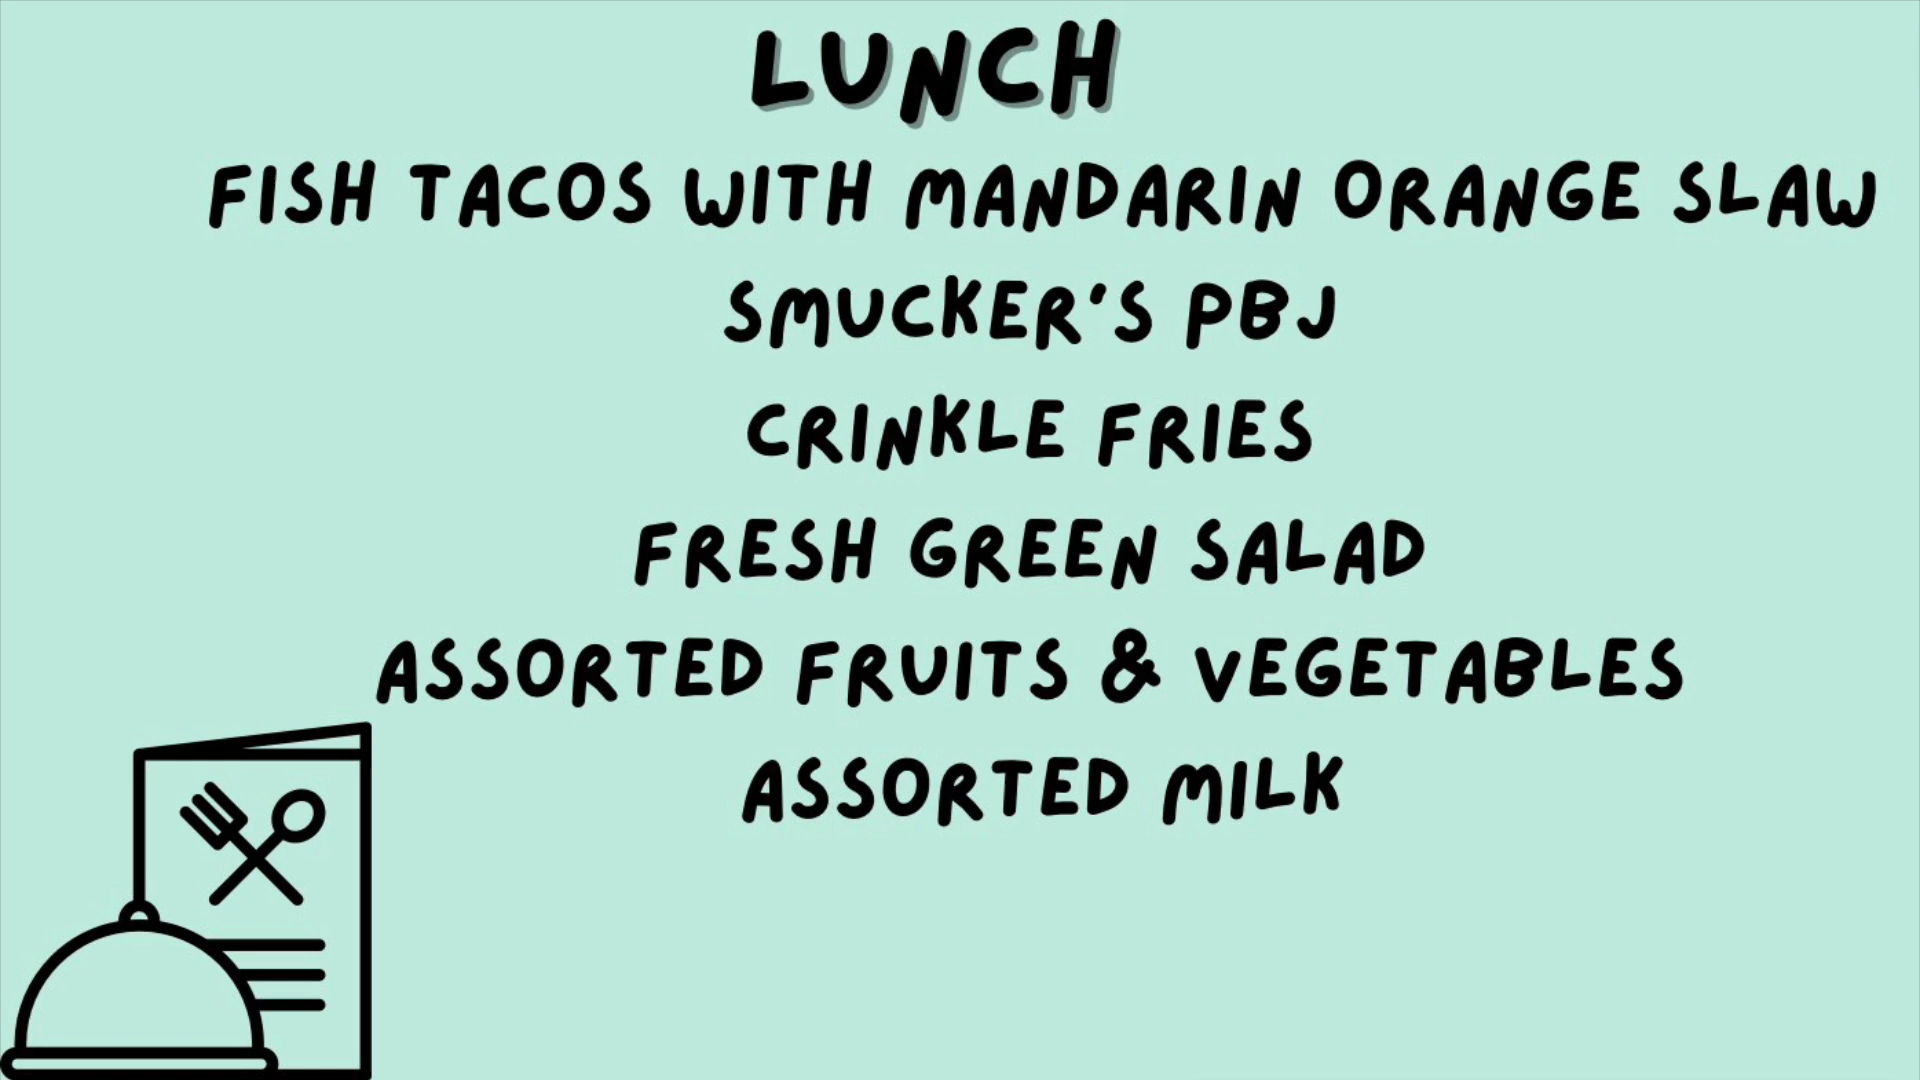 LUNCH
FISH TACOS WITH MANDARIN ORANGE SLAW
SMUCKER'S PBJ
CRINKLE FRIES
FRESH GREEN SALAD
ASSORTED FRUITS & VEGETABLES
ASSORTED MILK